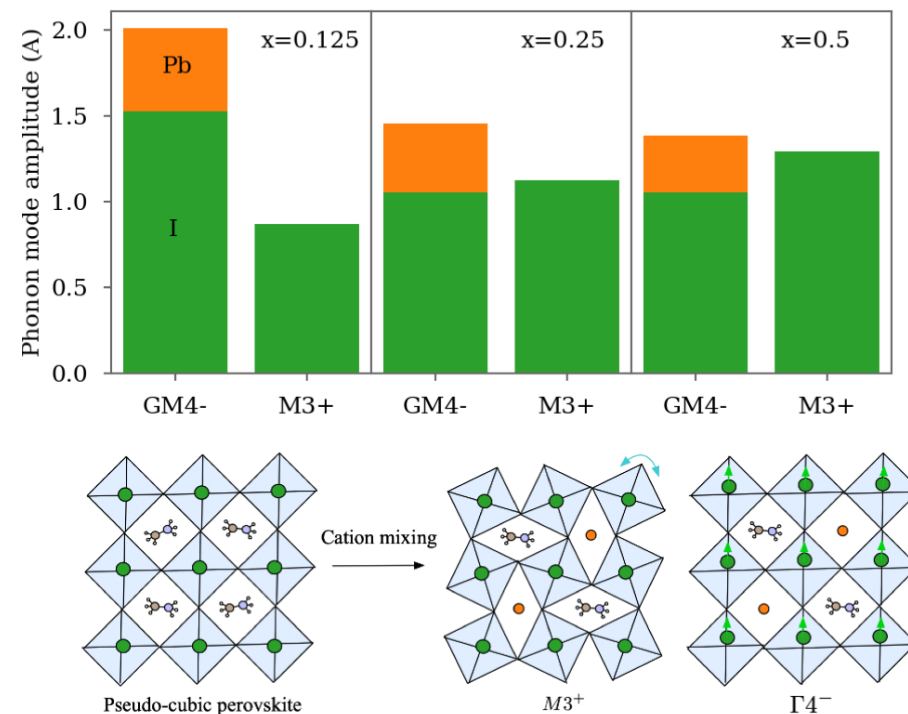 Phonon mode amplitude (A)
2.0
1.5
1.0
0.5
0.0
x=0.125
x=0.25
x=0.5
Pb
I
GM4-
M3+
GM4-
M3+
GM4-
M3+
Cation mixing
Pseudo-cubic perovskite
M3⁺
Γ4⁻